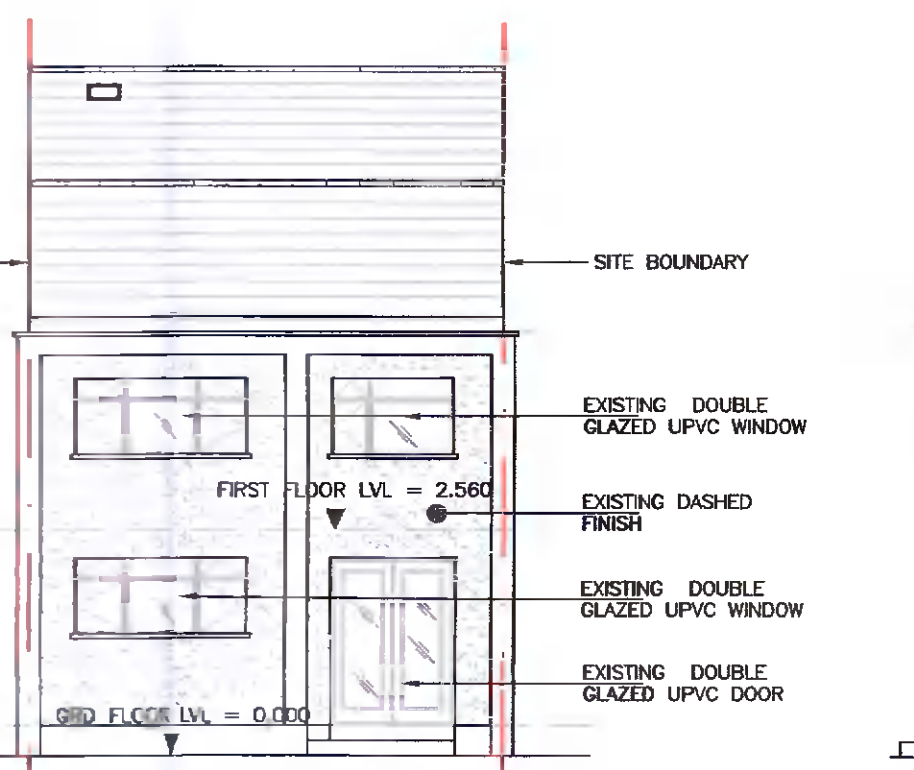 SITE BOUNDARY
EXISTING DOUBLE
GLAZED UPVC WINDOW
FIRST FLOOR LVL = 2.560
EXISTING DASHED
FINISH
EXISTING DOUBLE
GLAZED UPVC WINDOW
EXISTING DOUBLE
GLAZED UPVC DOOR
GRD FLOOR LVL = 0.000